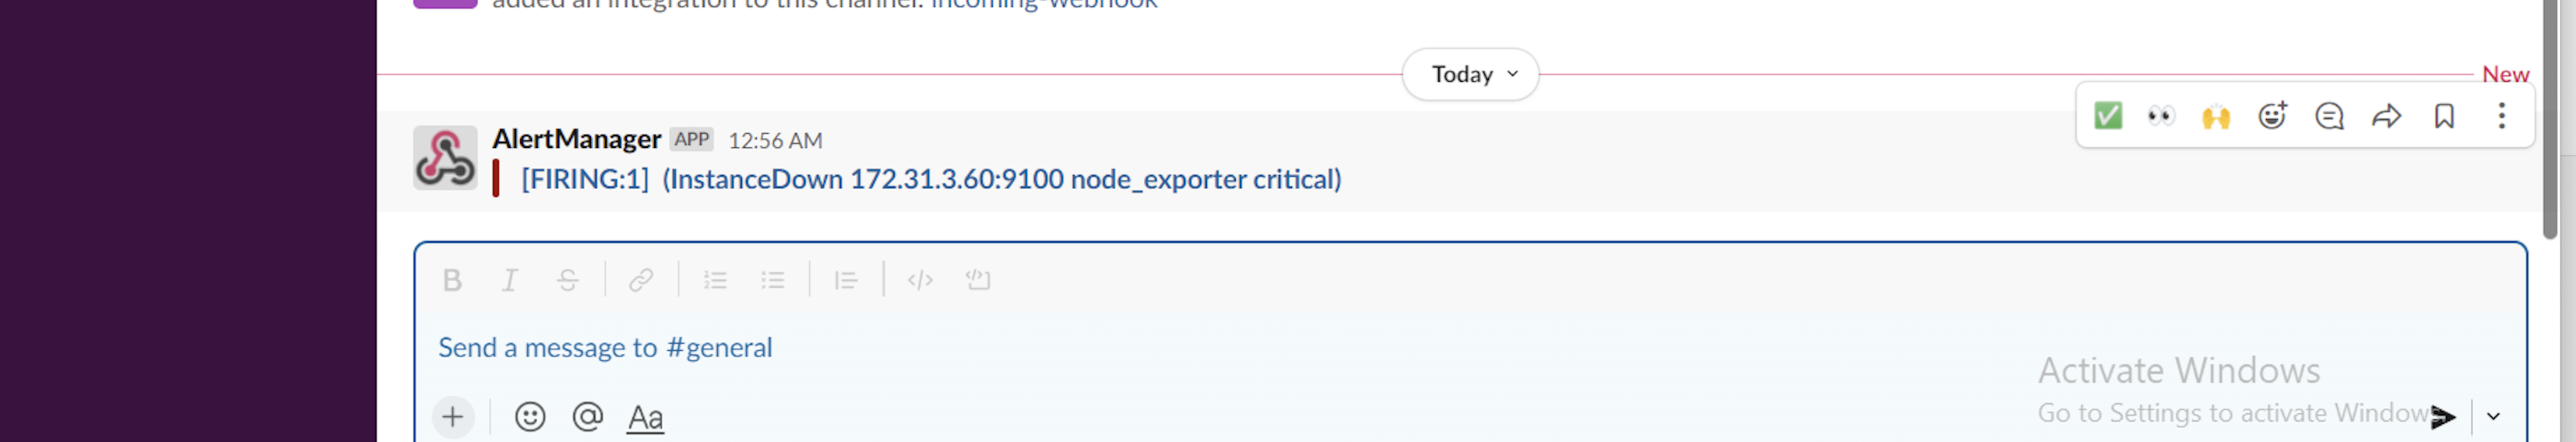 added an integration to this channel: incoming-webhook
Today
New
AlertManager APP 12:56 AM
[FIRING:1] (InstanceDown 172.31.3.60:9100 node_exporter critical)
B I S
Send a message to #general
Activate Windows
Go to Settings to activate Windows.
@ Aa